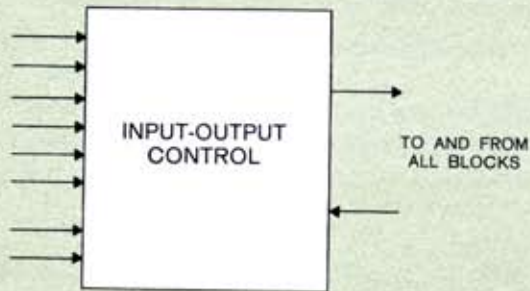 INPUT-OUTPUT
CONTROL
TO AND FROM
ALL BLOCKS